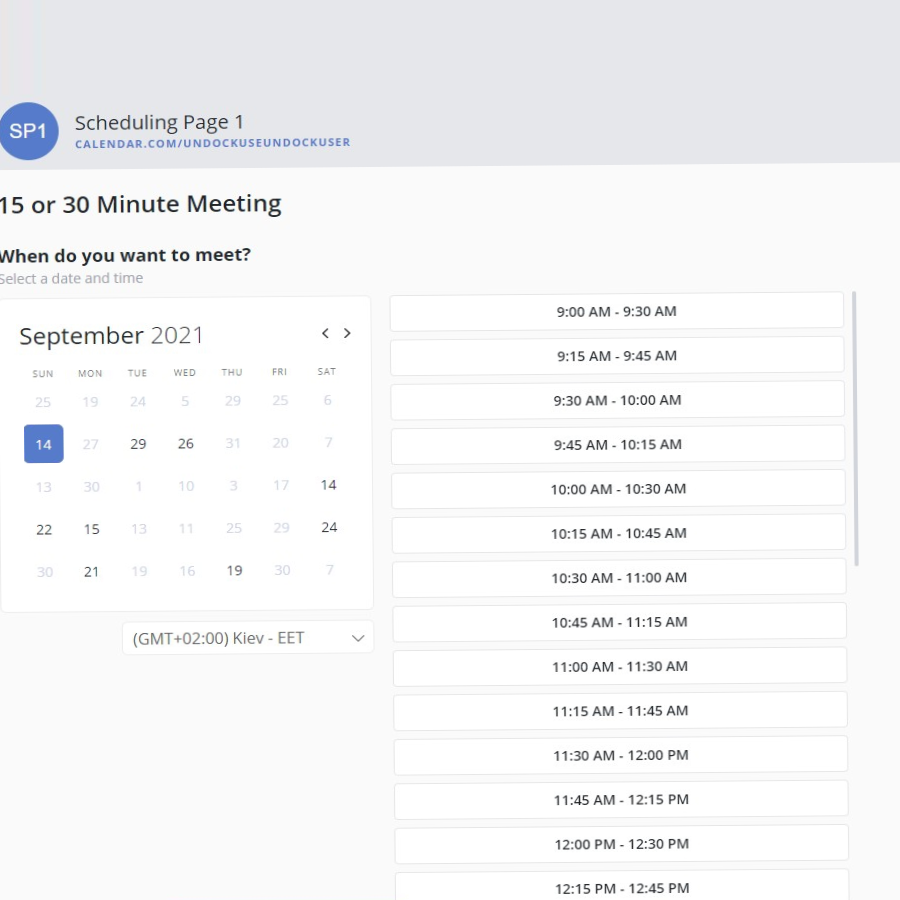 SP1
Scheduling Page 1
CALENDAR.COM/UNDOCKUSEUNDOCKUSER
15 or 30 Minute Meeting
When do you want to meet?
Select a date and time
September 2021
SUN MON TUE WED THU FRI SAT
25 19 24 5 29 25 6
14 27 29 26 31 20 7
13 30 1 10 3 17 14
22 15 13 11 25 29 24
30 21 19 16 19 30 7
(GMT+02:00) Kiev - EET
9:00 AM - 9:30 AM
9:15 AM - 9:45 AM
9:30 AM - 10:00 AM
9:45 AM - 10:15 AM
10:00 AM - 10:30 AM
10:15 AM - 10:45 AM
10:30 AM - 11:00 AM
10:45 AM - 11:15 AM
11:00 AM - 11:30 AM
11:15 AM - 11:45 AM
11:30 AM - 12:00 PM
11:45 AM - 12:15 PM
12:00 PM - 12:30 PM
12:15 PM - 12:45 PM